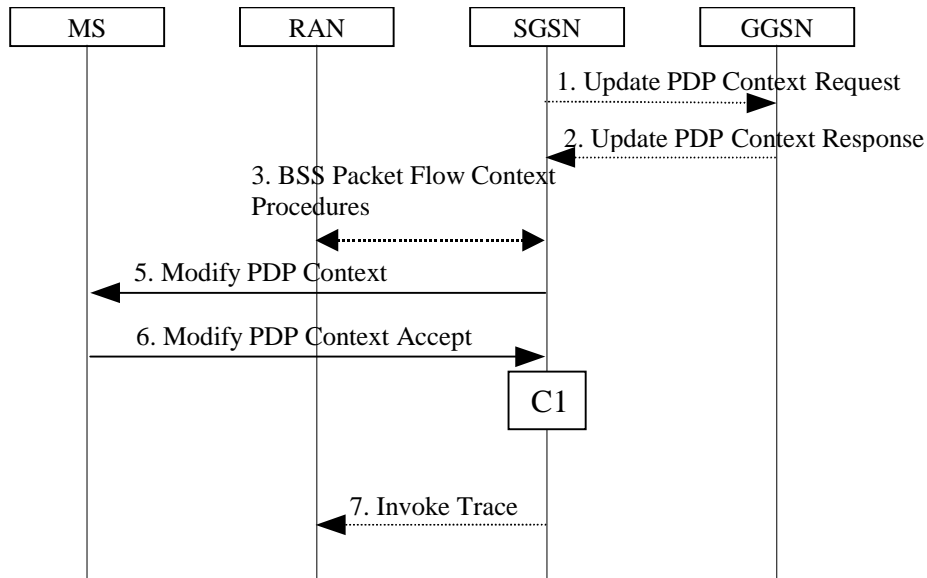 MS
RAN
SGSN
GGSN
1. Update PDP Context Request
2. Update PDP Context Response
3. BSS Packet Flow Context
Procedures
5. Modify PDP Context
6. Modify PDP Context Accept
C1
7. Invoke Trace